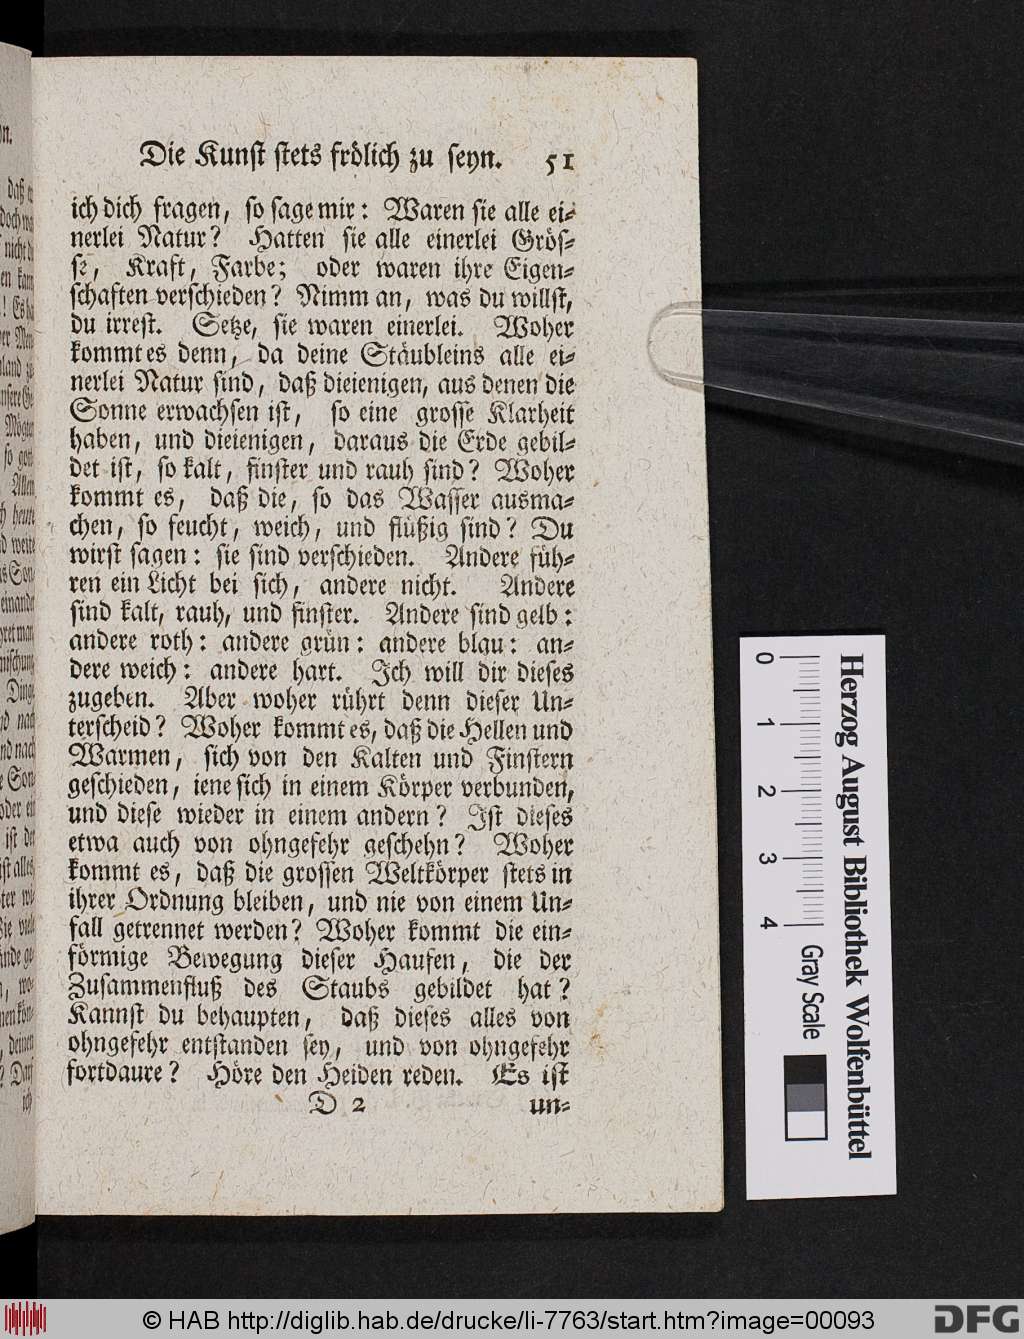 Die Kunst stets frölich zu seyn. 51
ich dich fragen, so sage mir: Waren sie alle ei-
nerlei Natur? Hatten sie alle einerlei Grös-
se, Kraft, Farbe; oder waren ihre Eigen-
schaften verschieden? Nimm an, was du willst,
du irrest. Setze, sie waren einerlei. Woher
kommt es denn, da deine Stäubleins alle ei-
nerlei Natur sind, daß dieienigen, aus denen die
Sonne erwachsen ist, so eine grosse Klarheit
haben, und dieienigen, daraus die Erde gebil-
det ist, so kalt, finster und rauh sind? Woher
kommt es, daß die, so das Wasser ausma-
chen, so feucht, weich, und flüßig sind? Du
wirst sagen: sie sind verschieden. Andere füh-
ren ein Licht bei sich, andere nicht. Andere
sind kalt, rauh, und finster. Andere sind gelb:
andere roth: andere grün: andere blau: an-
dere weich: andere hart. Ich will dir dieses
zugeben. Aber woher rührt denn dieser Un-
terscheid? Woher kommt es, daß die Hellen und
Warmen, sich von den Kalten und Finstern
geschieden, iene sich in einem Körper verbunden,
und diese wieder in einem andern? Ist dieses
etwa auch von ohngefehr geschehn? Woher
kommt es, daß die grossen Weltkörper stets in
ihrer Ordnung bleiben, und nie von einem Un-
fall getrennet werden? Woher kommt die ein-
förmige Bewegung dieser Haufen, die der
Zusammenfluß des Staubs gebildet hat?
Kannst du behaupten, daß dieses alles von
ohngefehr entstanden sey, und von ohngefehr
fortdaure? Höre den Heiden reden. Es ist
D 2 un-
Herzog August Bibliothek Wolfenbüttel
0 1 2 3 4 Gray Scale
© HAB http://diglib.hab.de/drucke/li-7763/start.htm?image=00093
DFG